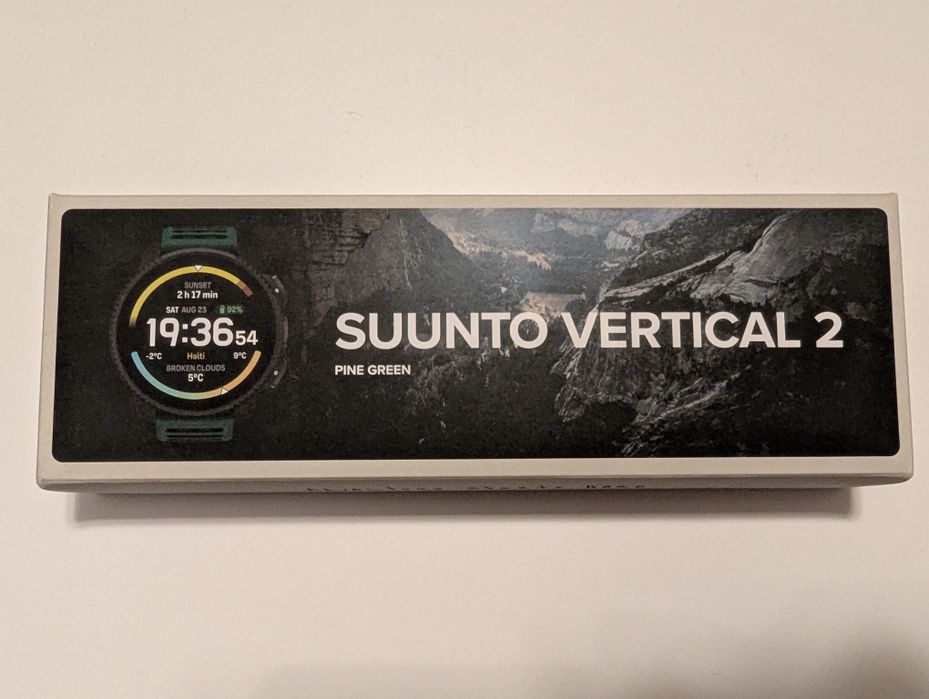 SUNSET
2 h 17 min
SAT AUG 23 92%
19:36 54
-2°C Halti 9°C
BROKEN CLOUDS
5°C
SUUNTO VERTICAL 2
PINE GREEN